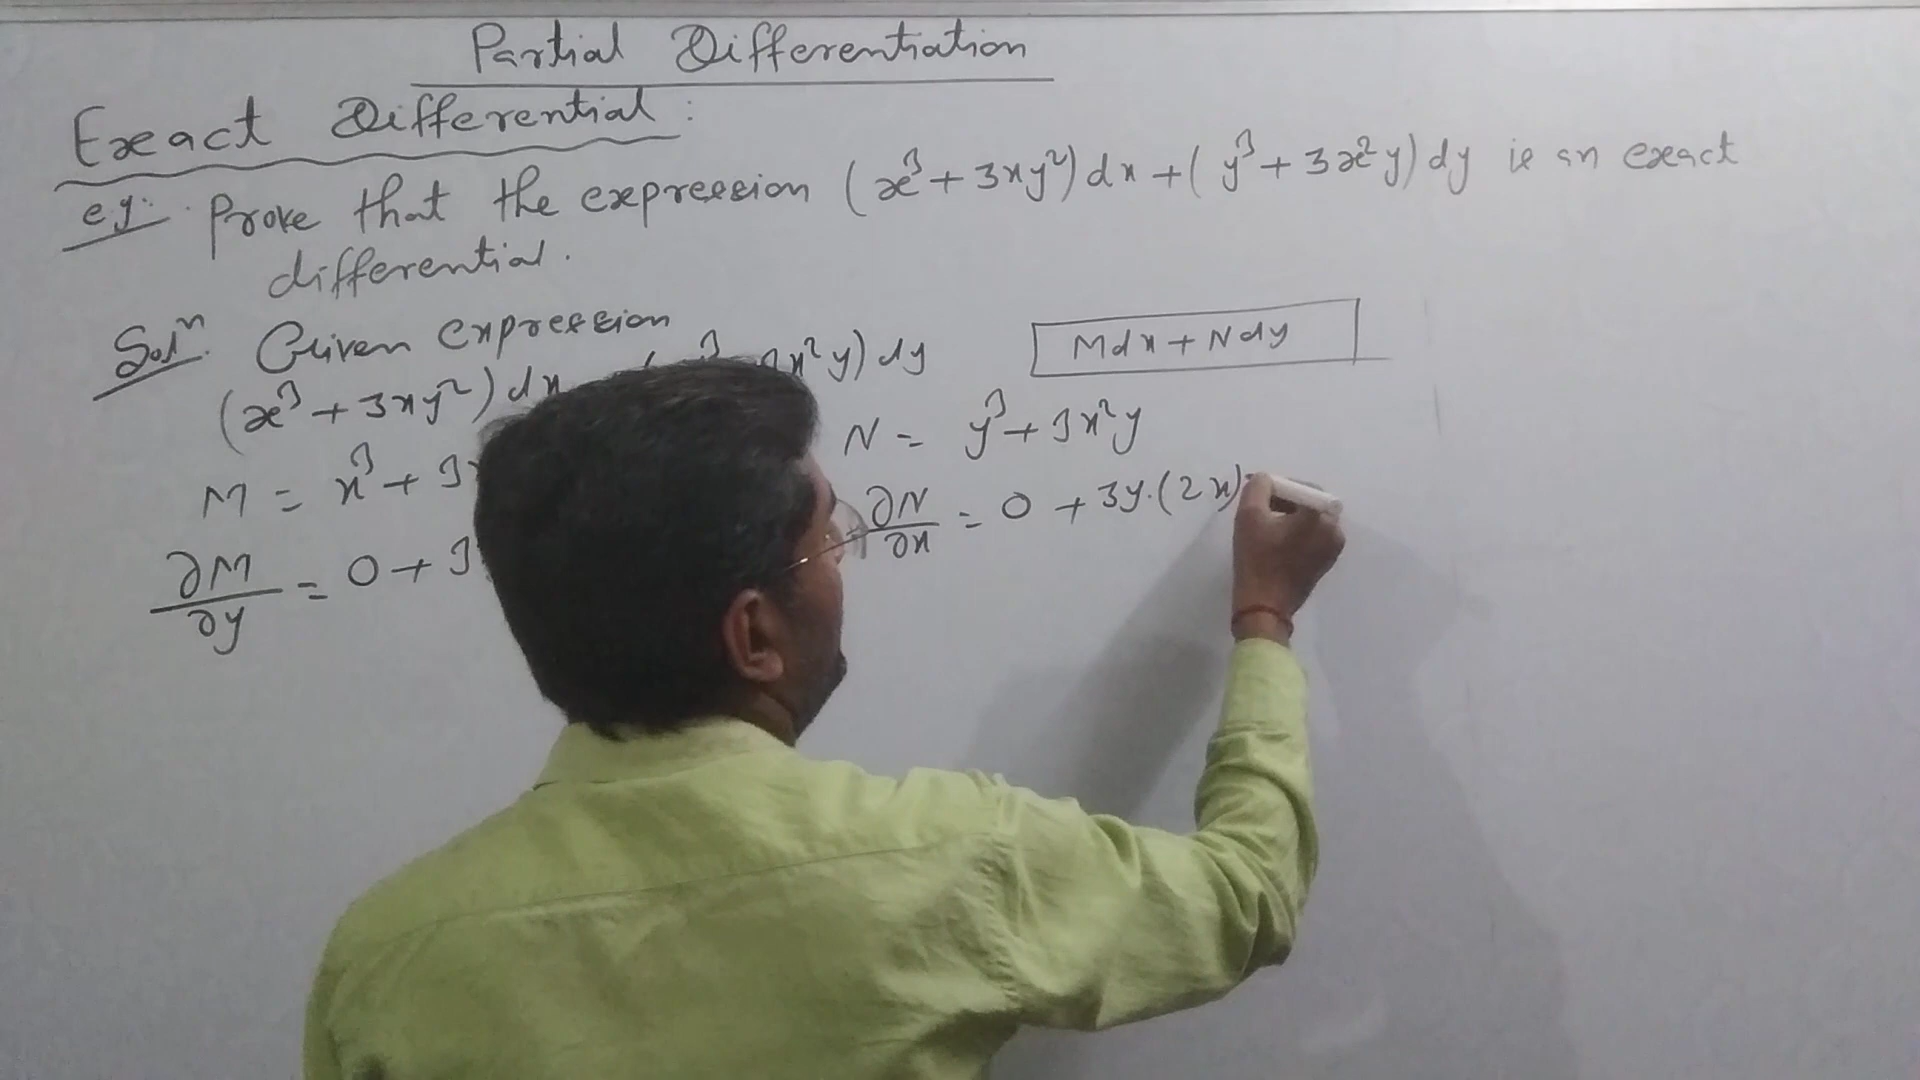 Partial Differentiation
Exact Differential :
e.g:- Prove that the expression (x³ + 3xy²) dx + (y³ + 3x²y) dy is an exact
differential.
Solⁿ. Given expression
(x³ + 3xy²) dx x²y) dy
Mdx + Ndy
M = x³ + 3
N = y³ + 3x²y
∂M/∂y = 0 + 3
∂N/∂x = 0 + 3y.(2x)